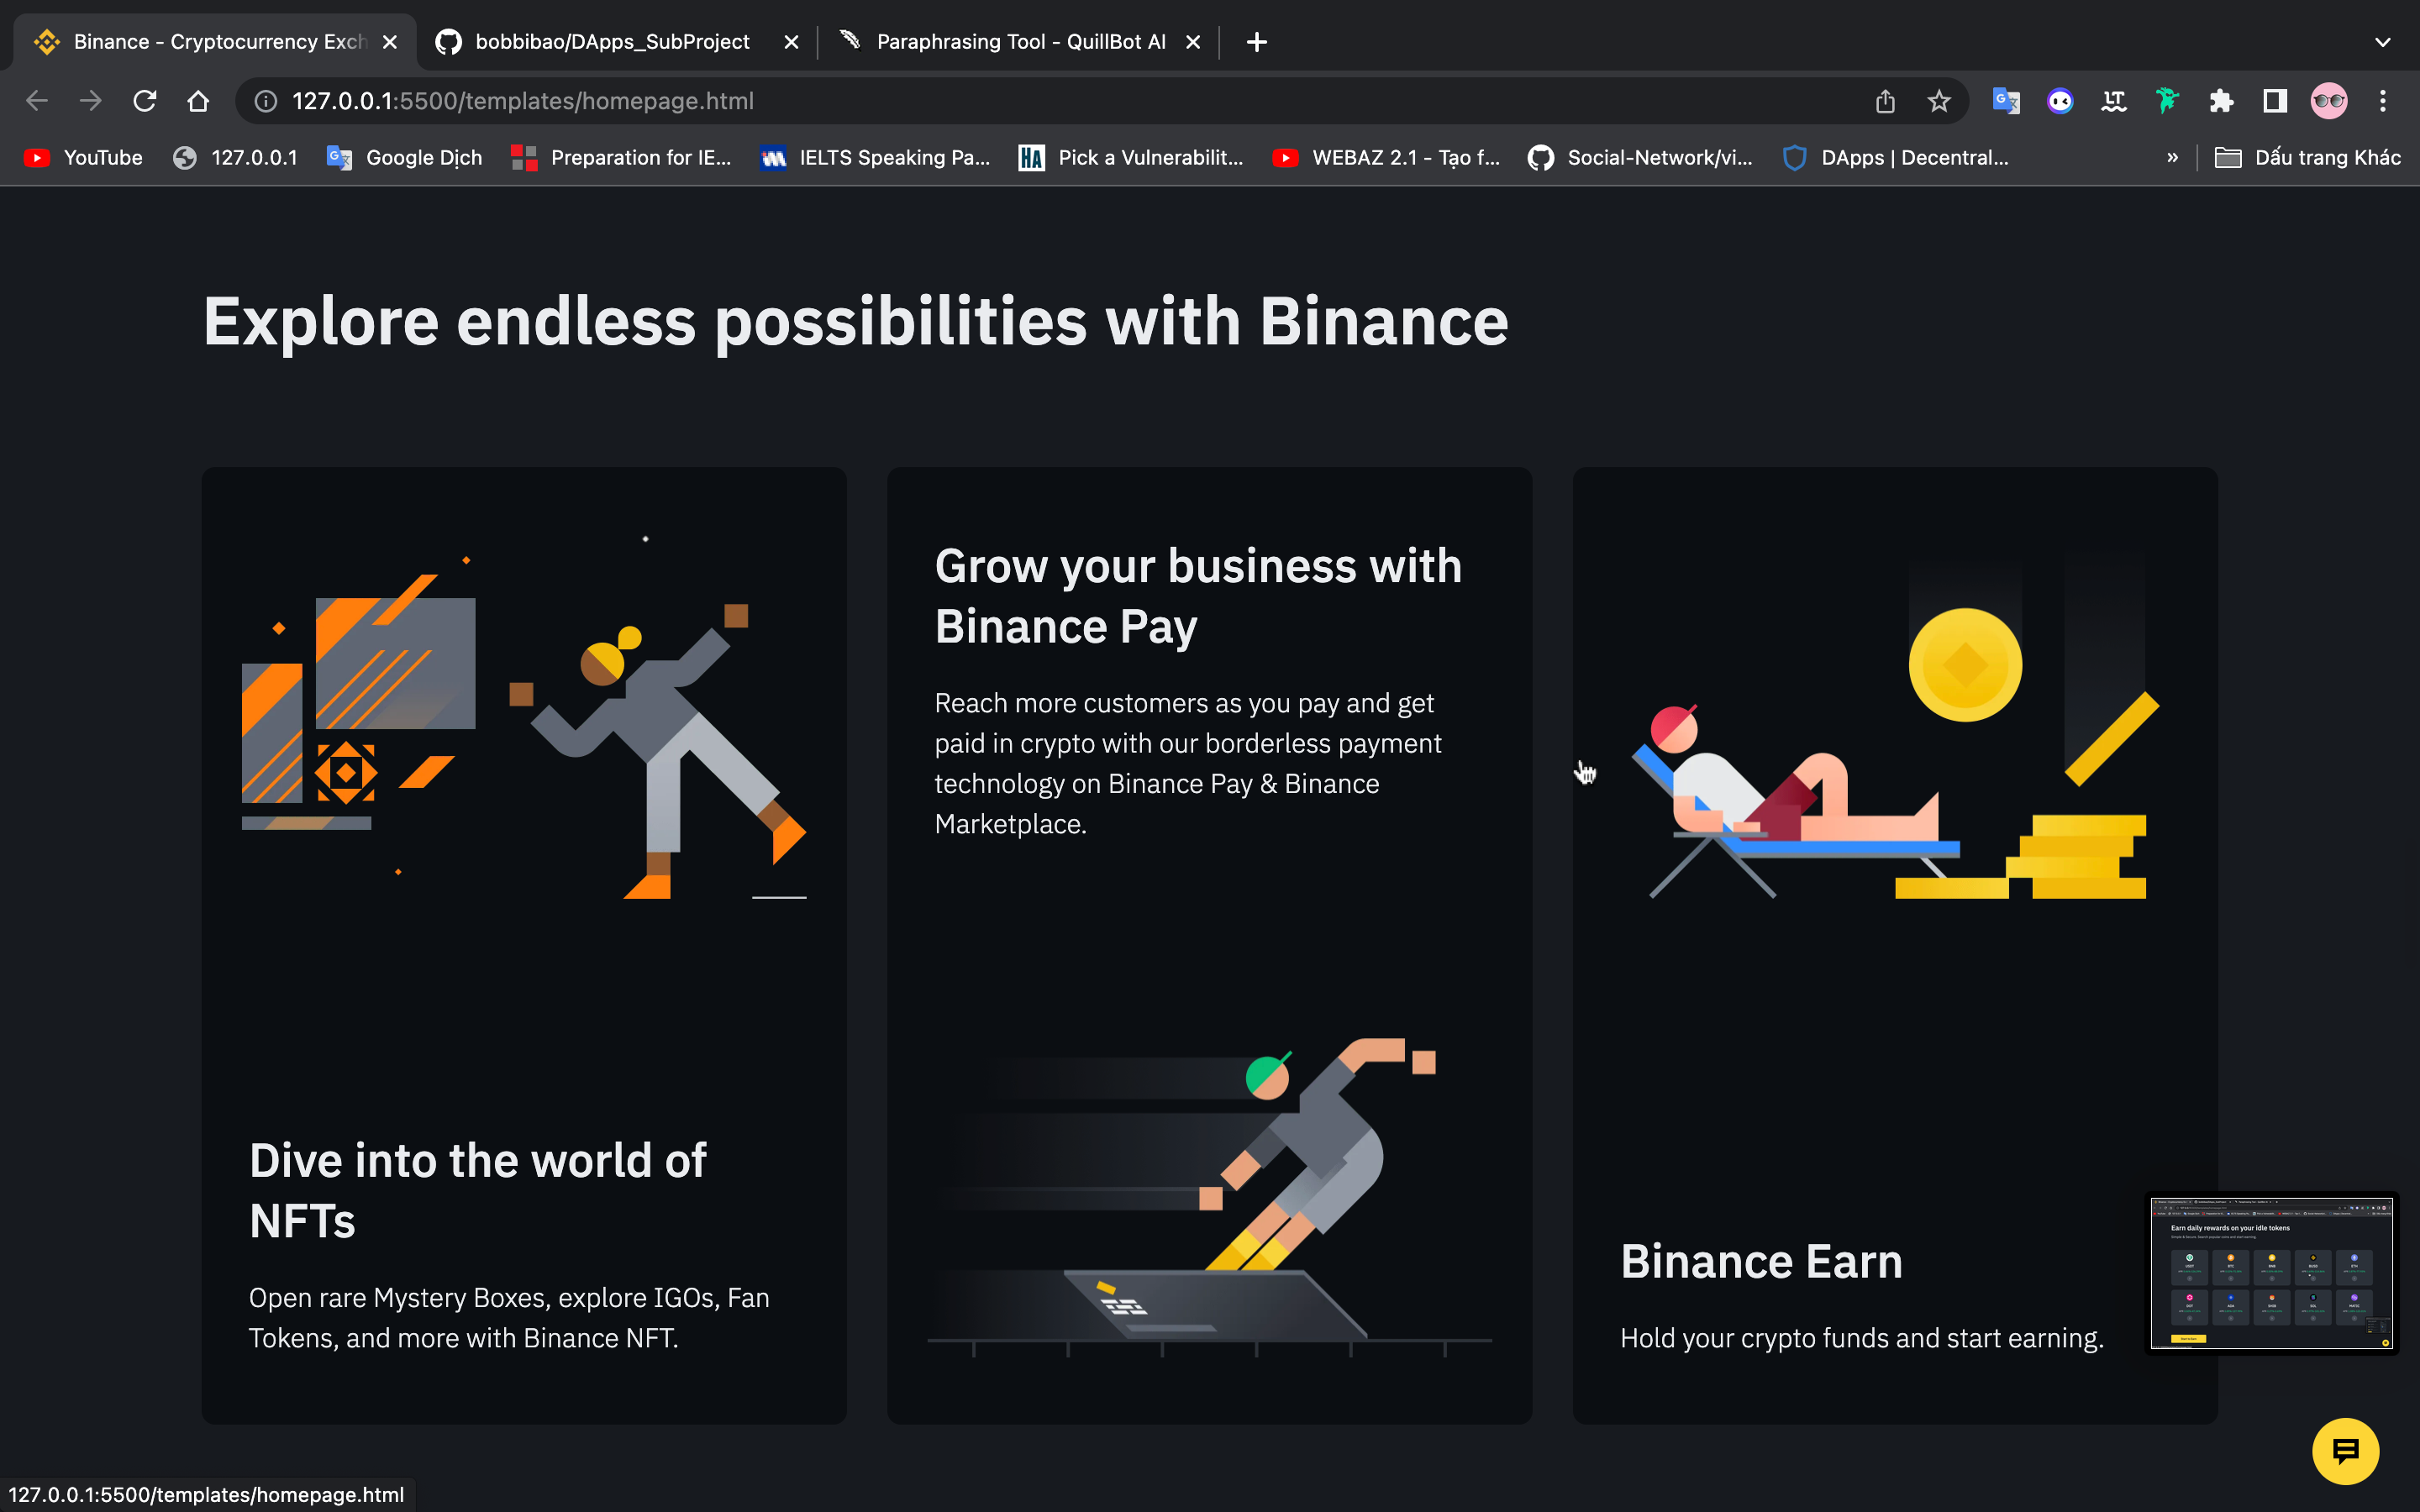 Binance - Cryptocurrency Exch
bobbibao/DApps_SubProject
Paraphrasing Tool - QuillBot AI
127.0.0.1:5500/templates/homepage.html
YouTube
127.0.0.1
Google Dịch
Preparation for IE...
IELTS Speaking Pa...
HA
Pick a Vulnerabilit...
WEBAZ 2.1 - Tạo f...
Social-Network/vi...
DApps | Decentral...
»
Dấu trang Khác
Explore endless possibilities with Binance
Dive into the world of
NFTs
Open rare Mystery Boxes, explore IGOs, Fan
Tokens, and more with Binance NFT.
Grow your business with
Binance Pay
Reach more customers as you pay and get
paid in crypto with our borderless payment
technology on Binance Pay & Binance
Marketplace.
Binance Earn
Hold your crypto funds and start earning.
Earn daily rewards on your idle tokens
127.0.0.1:5500/templates/homepage.html